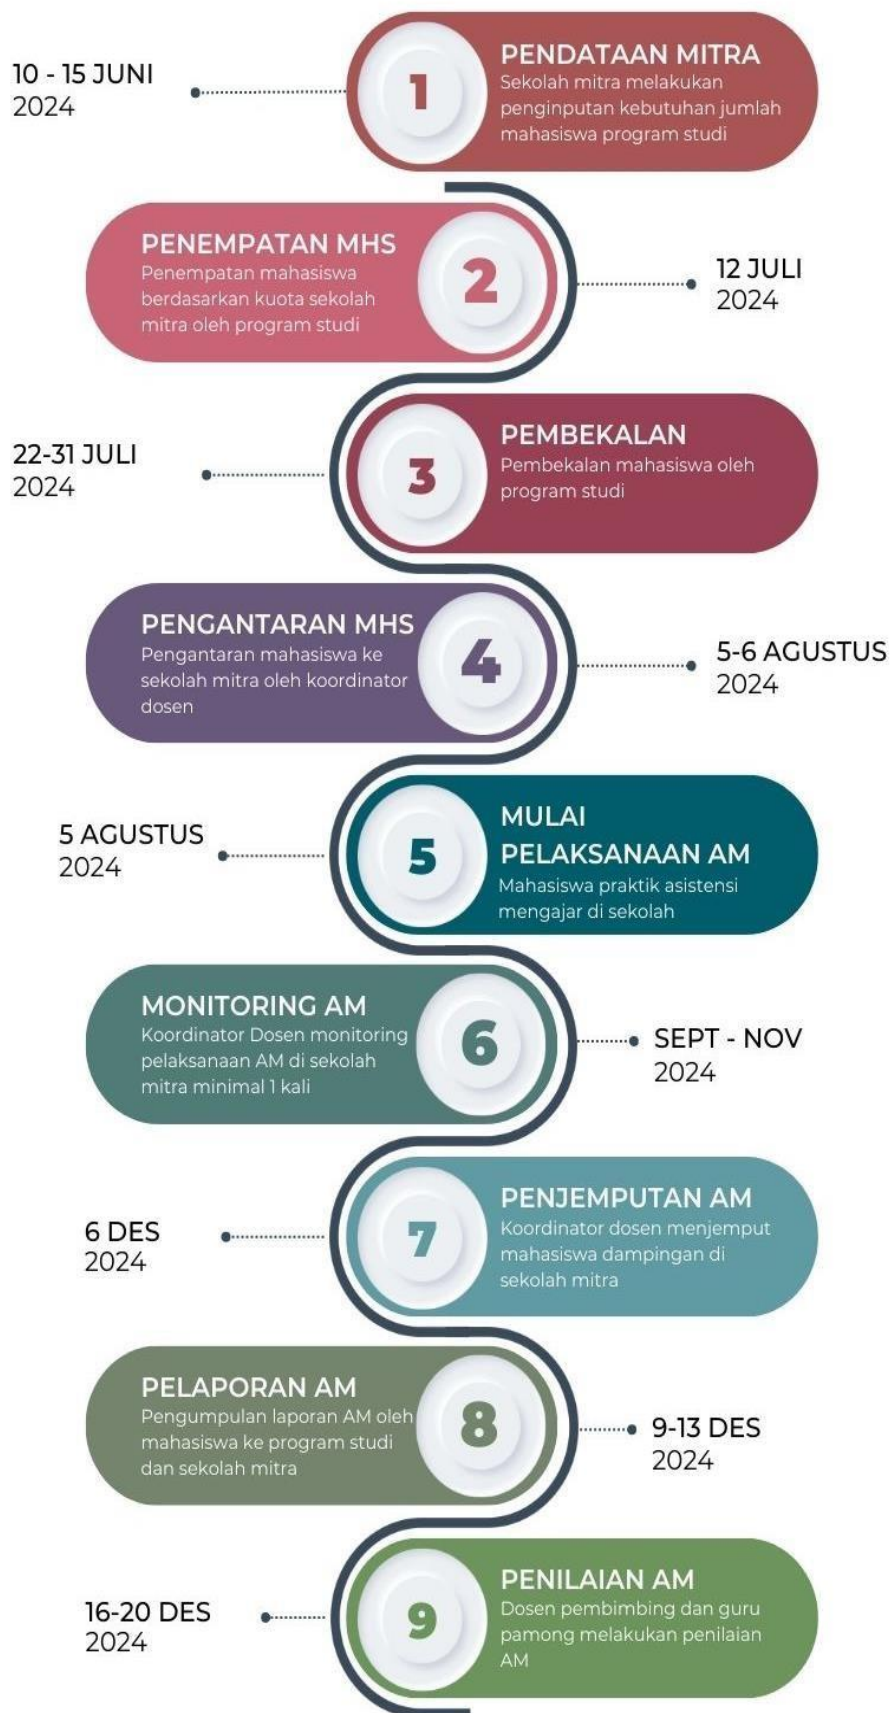 10 - 15 JUNI
2024
1
PENDATAAN MITRA
Sekolah mitra melakukan
penginputan kebutuhan jumlah
mahasiswa program studi
PENEMPATAN MHS
Penempatan mahasiswa
berdasarkan kuota sekolah
mitra oleh program studi
2
12 JULI
2024
22-31 JULI
2024
3
PEMBEKALAN
Pembekalan mahasiswa oleh
program studi
PENGANTARAN MHS
Pengantaran mahasiswa ke
sekolah mitra oleh koordinator
dosen
4
5-6 AGUSTUS
2024
5 AGUSTUS
2024
5
MULAI
PELAKSANAAN AM
Mahasiswa praktik asistensi
mengajar di sekolah
MONITORING AM
Koordinator Dosen monitoring
pelaksanaan AM di sekolah
mitra minimal 1 kali
6
SEPT - NOV
2024
6 DES
2024
7
PENJEMPUTAN AM
Koordinator dosen menjemput
mahasiswa dampingan di
sekolah mitra
PELAPORAN AM
Pengumpulan laporan AM oleh
mahasiswa ke program studi
dan sekolah mitra
8
9-13 DES
2024
16-20 DES
2024
9
PENILAIAN AM
Dosen pembimbing dan guru
pamong melakukan penilaian
AM